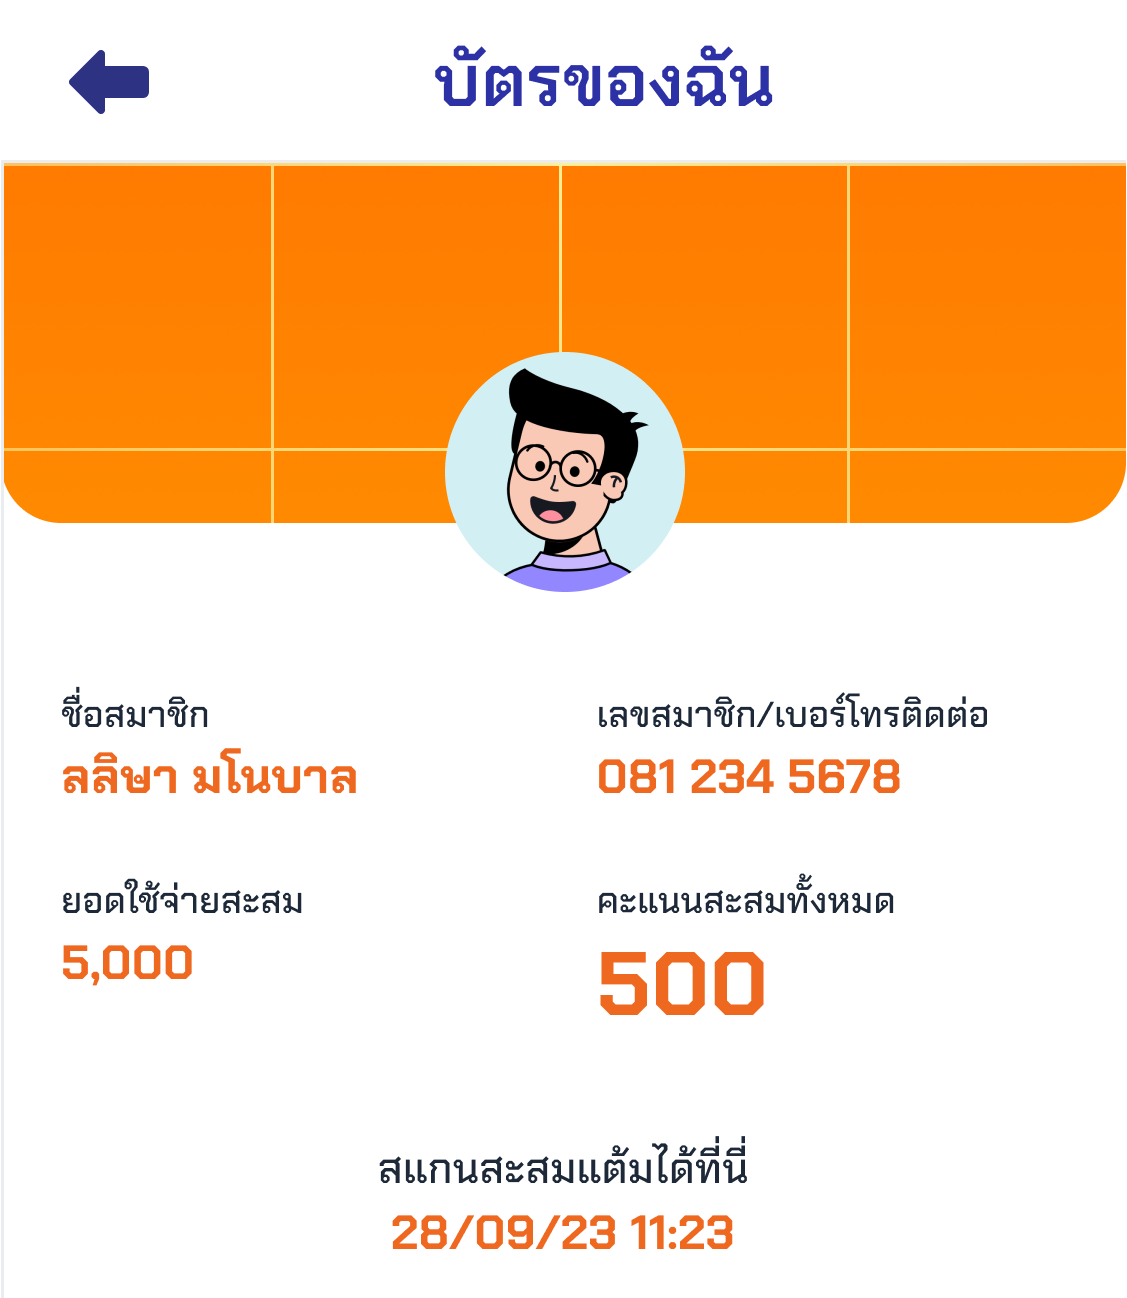 บัตรของฉัน
ชื่อสมาชิก
ลลิษา มโนบาล
เลขสมาชิก/เบอร์โทรติดต่อ
081 234 5678
ยอดใช้จ่ายสะสม
5,000
คะแนนสะสมทั้งหมด
500
สแกนสะสมแต้มได้ที่นี่
28/09/23 11:23